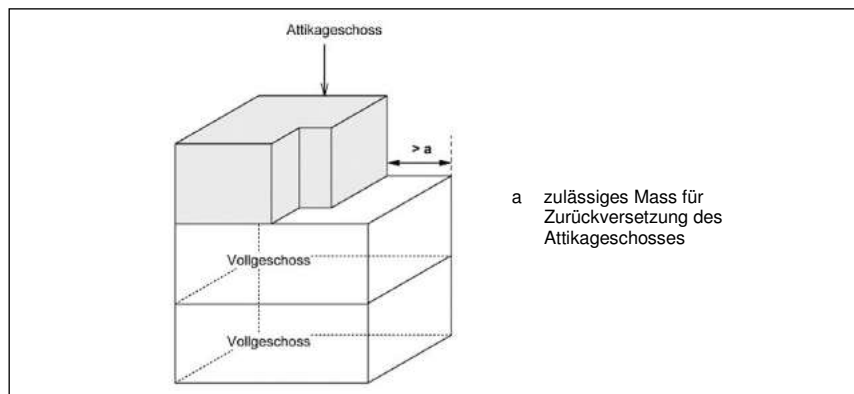 Attikageschoss
> a
a zulässiges Mass für
Zurückversetzung des
Attikageschosses
Vollgeschoss
Vollgeschoss